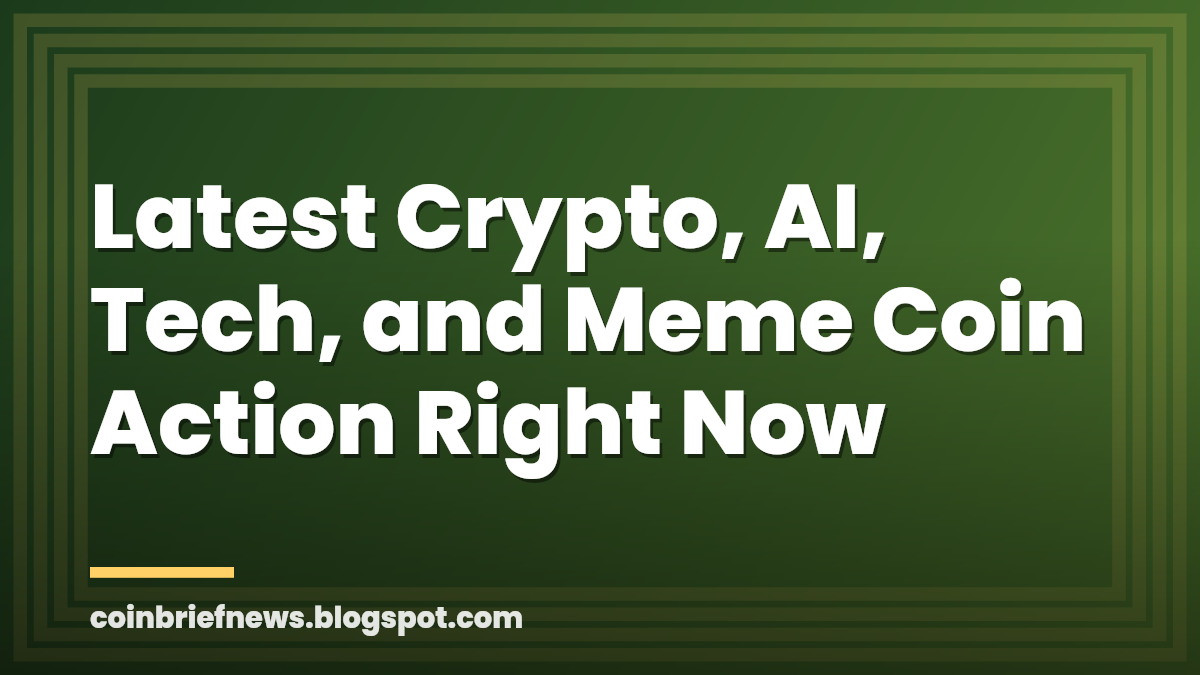 Latest Crypto, AI,
Tech, and Meme Coin
Action Right Now
coinbriefnews.blogspot.com